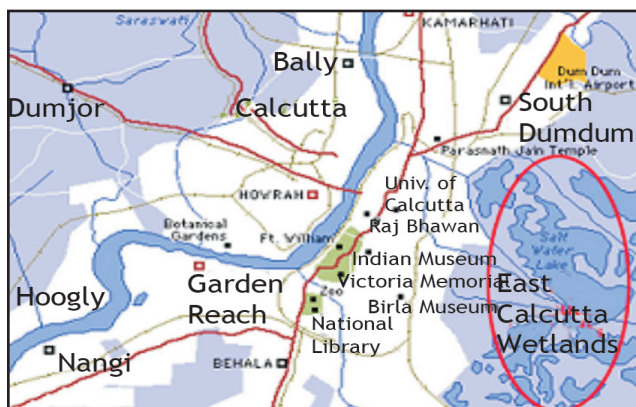 Saraswati
KAMARHATI
Bally
Dum Dum
Int'l. Airport
Dumjor
Calcutta
South
Dumdum
Parasnath Jain Temple
HOWRAH
Univ. of
Calcutta
Raj Bhawan
Botanical
Gardens
Ft. William
Salt
Water
Lake
Indian Museum
Victoria Memorial
Garden
Reach
Zoo
Hoogly
Birla Museum
East
Calcutta
Wetlands
National
Library
Nangi
BEHALA